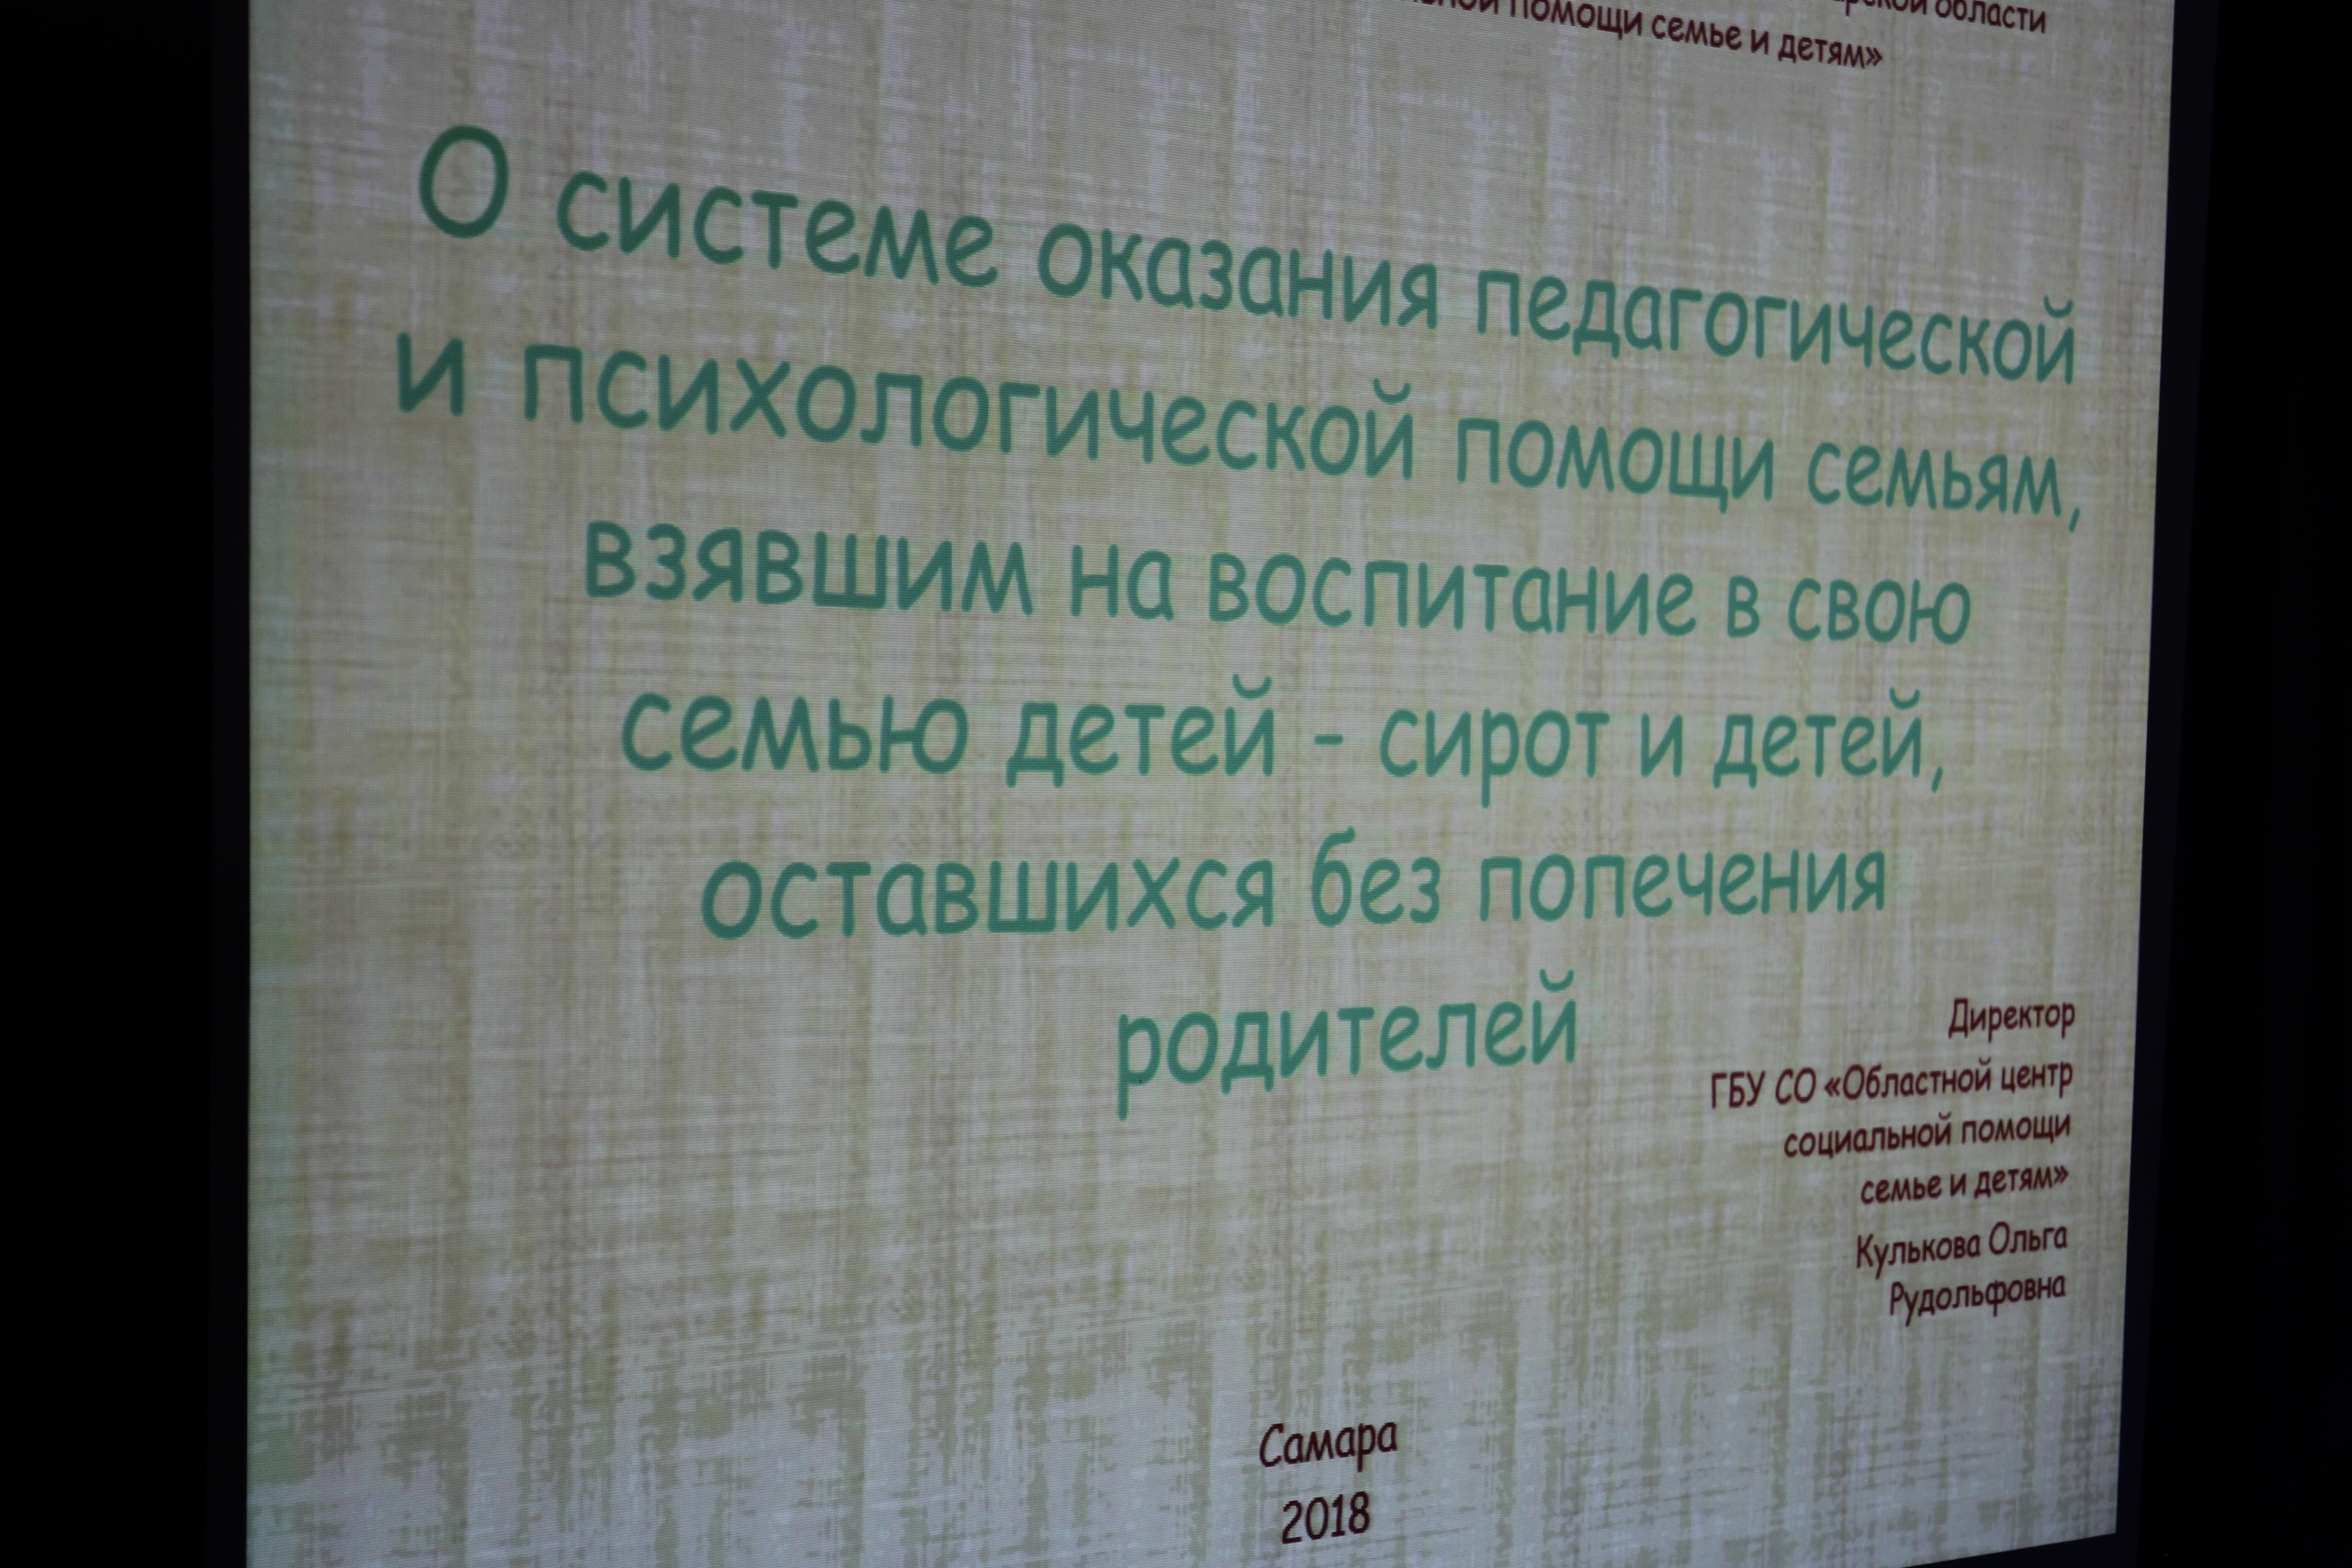 области
помощи семье и детям»
О системе оказания педагогической
и психологической помощи семьям,
взявшим на воспитание в свою
семью детей - сирот и детей,
оставшихся без попечения
родителей
Директор
ГБУ СО «Областной центр
социальной помощи
семье и детям»
Кулькова Ольга
Рудольфовна
Самара
2018